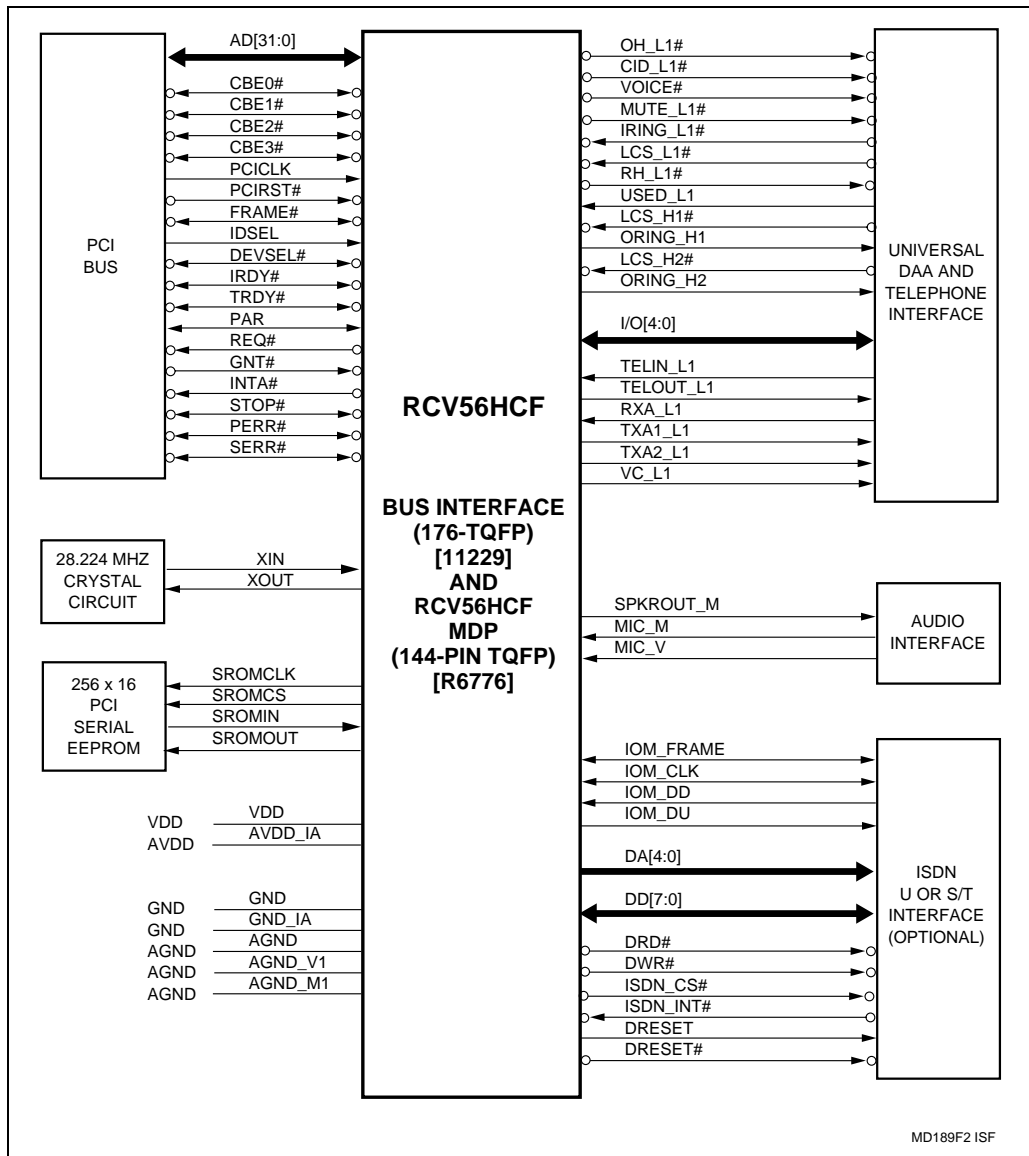 PCI
BUS
AD[31:0]
CBE0#
CBE1#
CBE2#
CBE3#
PCICLK
PCIRST#
FRAME#
IDSEL
DEVSEL#
IRDY#
TRDY#
PAR
REQ#
GNT#
INTA#
STOP#
PERR#
SERR#
28.224 MHZ
CRYSTAL
CIRCUIT
XIN
XOUT
256 x 16
PCI
SERIAL
EEPROM
SROMCLK
SROMCS
SROMIN
SROMOUT
VDD
VDD
AVDD
AVDD_IA
GND
GND
GND
GND_IA
AGND
AGND
AGND
AGND_V1
AGND
AGND_M1
RCV56HCF
BUS INTERFACE
(176-TQFP)
[11229]
AND
RCV56HCF
MDP
(144-PIN TQFP)
[R6776]
OH_L1#
CID_L1#
VOICE#
MUTE_L1#
IRING_L1#
LCS_L1#
RH_L1#
USED_L1
LCS_H1#
ORING_H1
LCS_H2#
ORING_H2
I/O[4:0]
TELIN_L1
TELOUT_L1
RXA_L1
TXA1_L1
TXA2_L1
VC_L1
UNIVERSAL
DAA AND
TELEPHONE
INTERFACE
SPKROUT_M
MIC_M
MIC_V
AUDIO
INTERFACE
IOM_FRAME
IOM_CLK
IOM_DD
IOM_DU
DA[4:0]
DD[7:0]
DRD#
DWR#
ISDN_CS#
ISDN_INT#
DRESET
DRESET#
ISDN
U OR S/T
INTERFACE
(OPTIONAL)
MD189F2 ISF